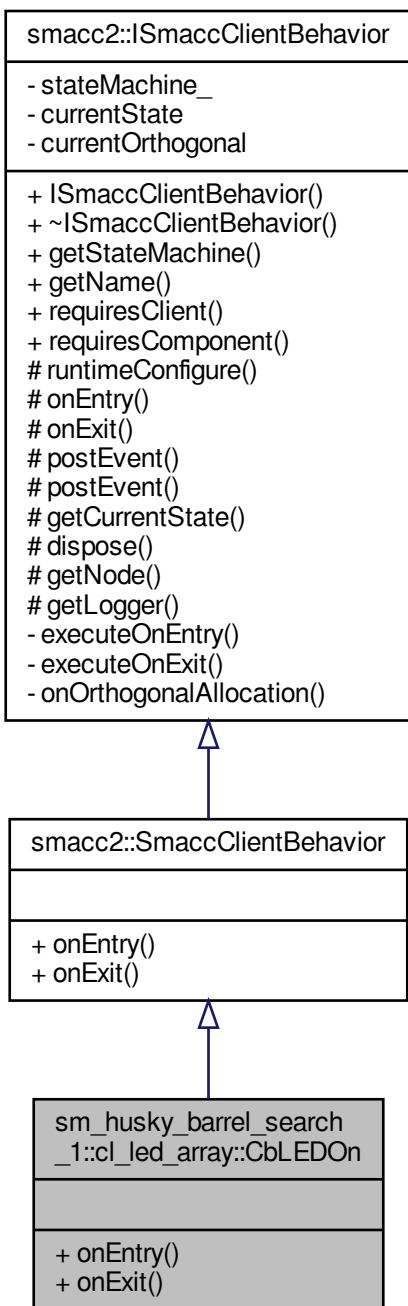 smacc2::ISmaccClientBehavior
- stateMachine_
- currentState
- currentOrthogonal
+ ISmaccClientBehavior()
+ ~ISmaccClientBehavior()
+ getStateMachine()
+ getName()
+ requiresClient()
+ requiresComponent()
# runtimeConfigure()
# onEntry()
# onExit()
# postEvent()
# postEvent()
# getCurrentState()
# dispose()
# getNode()
# getLogger()
- executeOnEntry()
- executeOnExit()
- onOrthogonalAllocation()
smacc2::SmaccClientBehavior
+ onEntry()
+ onExit()
sm_husky_barrel_search
_1::cl_led_array::CbLEDOn
+ onEntry()
+ onExit()